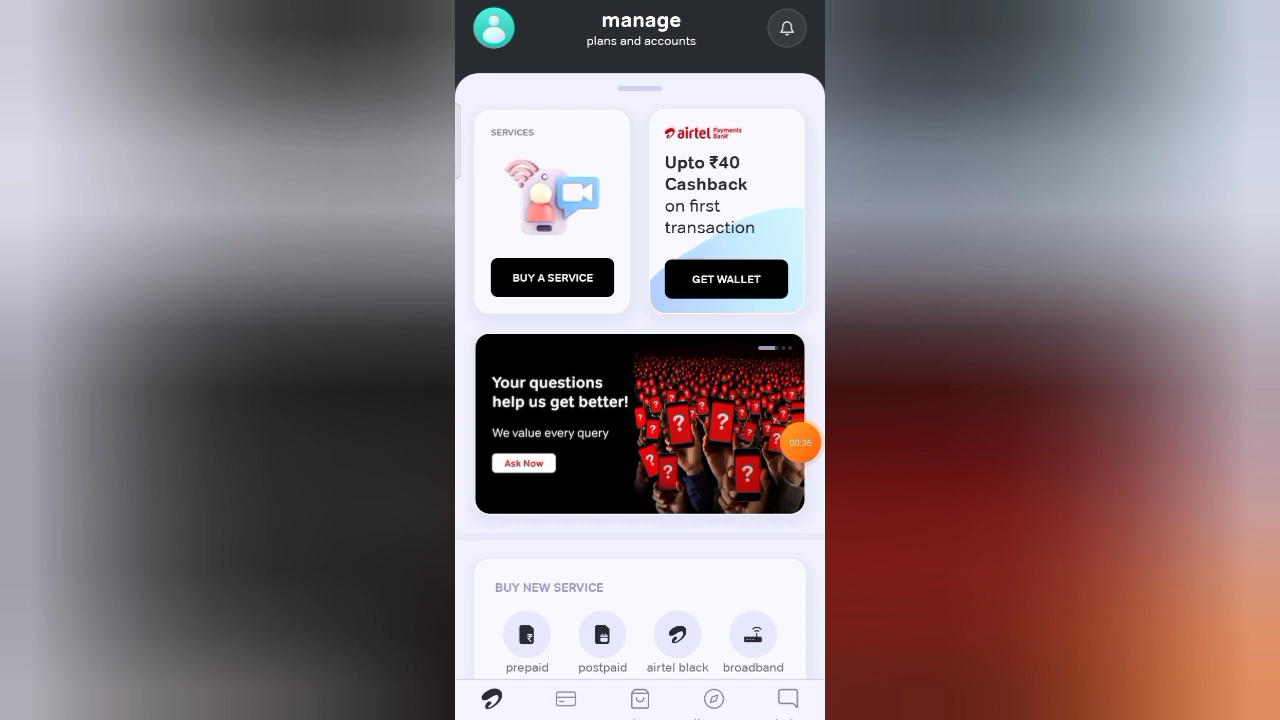 manage
plans and accounts
SERVICES
BUY A SERVICE
airtel Payments Bank
Upto ₹40
Cashback
on first
transaction
GET WALLET
Your questions
help us get better!
We value every query
Ask Now
00:36
BUY NEW SERVICE
prepaid
postpaid
airtel black
broadband